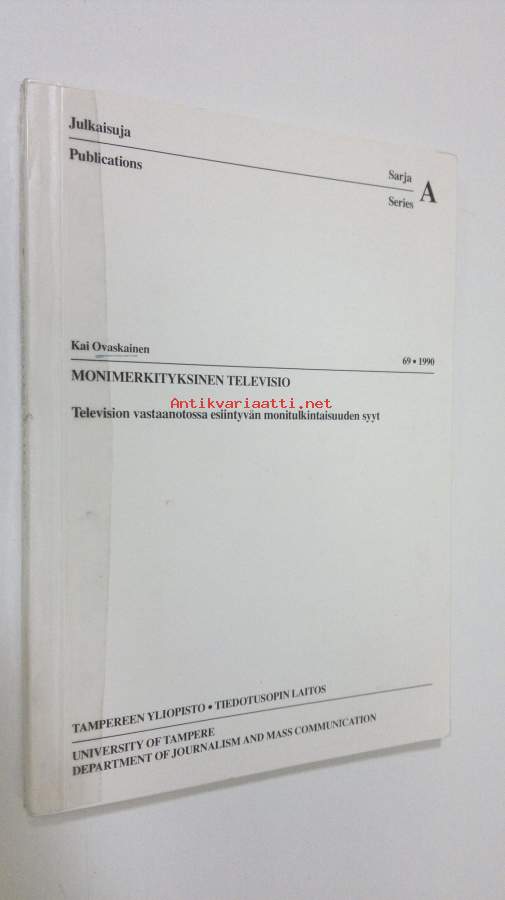 Julkaisuja
Publications
Sarja
Series
A
Kai Ovaskainen
69 • 1990
MONIMERKITYKSINEN TELEVISIO
Antikvariaatti.net
Television vastaanotossa esiintyvän monitulkintaisuuden syyt
TAMPEREEN YLIOPISTO • TIEDOTUSOPIN LAITOS
UNIVERSITY OF TAMPERE
DEPARTMENT OF JOURNALISM AND MASS COMMUNICATION